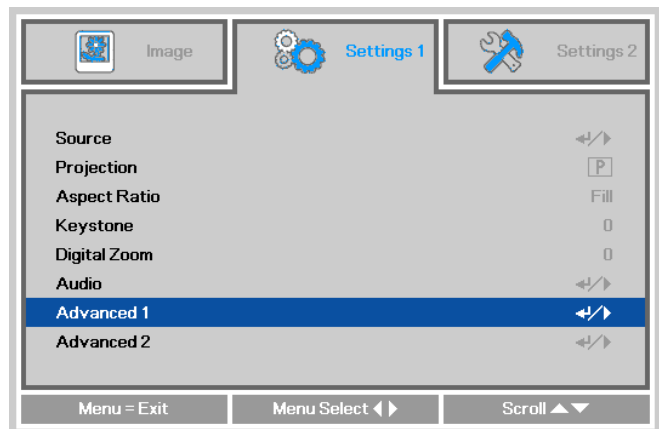 Image Settings 1 Settings 2
Source
Projection P
Aspect Ratio Fill
Keystone 0
Digital Zoom 0
Audio
Advanced 1
Advanced 2
Menu = Exit Menu Select Scroll